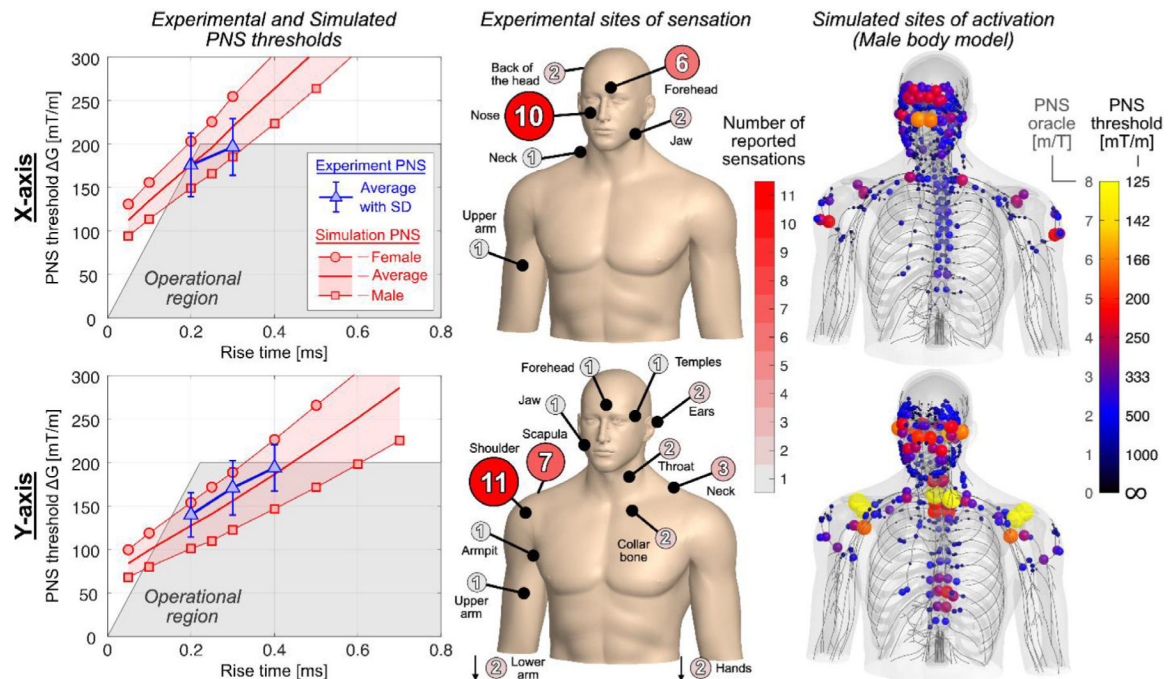 Experimental and Simulated
PNS thresholds
Experimental sites of sensation
Simulated sites of activation
(Male body model)
X-axis
PNS threshold ΔG [mT/m]
300
250
200
150
100
50
0
Operational
region
Experiment PNS
Average
with SD
Simulation PNS
Female
Average
Male
0
0.2
0.4
0.6
0.8
Rise time [ms]
Back of
the head
2
6
Forehead
10
Nose
2
Jaw
Neck
1
Upper
arm
1
Number of
reported
sensations
11
10
9
8
7
6
5
4
3
2
1
PNS
oracle
[m/T]
PNS
threshold
[mT/m]
8
7
6
5
4
3
2
1
0
125
142
166
200
250
333
500
1000
∞
Y-axis
PNS threshold ΔG [mT/m]
300
250
200
150
100
50
0
Operational
region
0
0.2
0.4
0.6
0.8
Rise time [ms]
Forehead
1
1
Temples
Jaw
1
2
Ears
Shoulder
11
Scapula
7
2
Throat
3
Neck
Armpit
1
2
Collar
bone
Upper
arm
1
2
Lower
arm
2
Hands